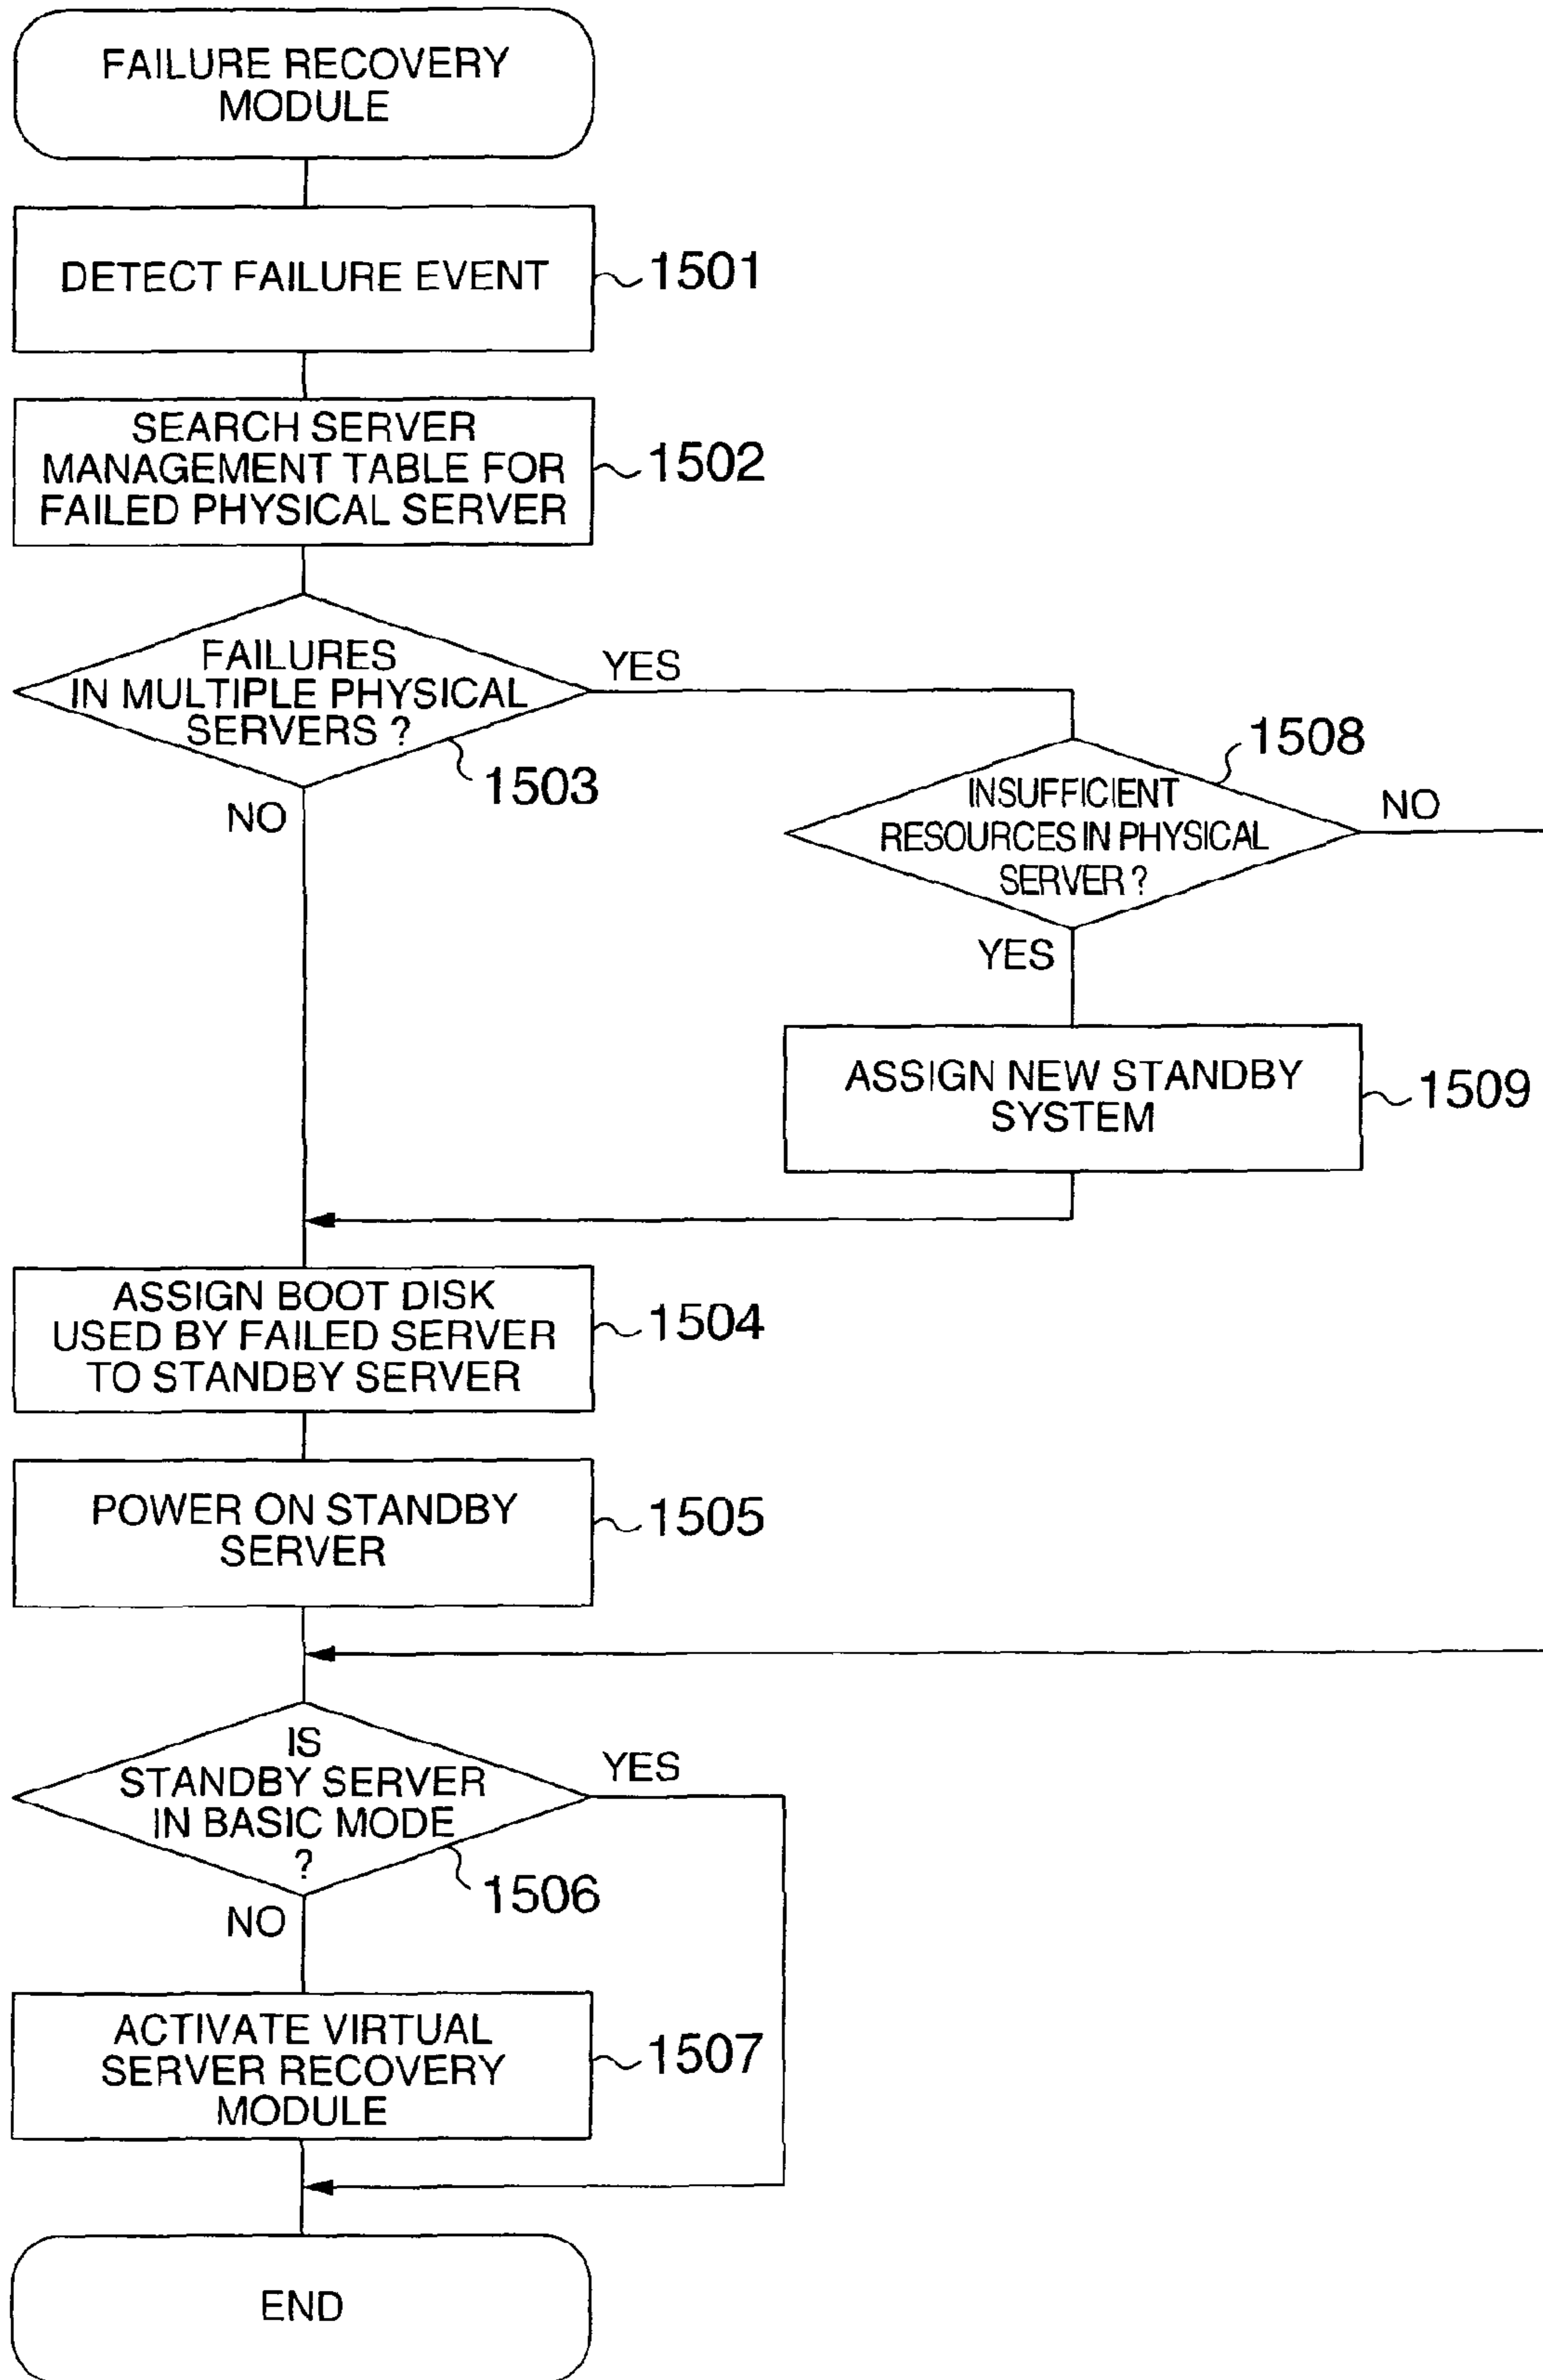 FAILURE RECOVERY
MODULE
DETECT FAILURE EVENT
1501
SEARCH SERVER
MANAGEMENT TABLE FOR
FAILED PHYSICAL SERVER
1502
FAILURES
IN MULTIPLE PHYSICAL
SERVERS ?
YES
1503
NO
1508
INSUFFICIENT
RESOURCES IN PHYSICAL
SERVER ?
NO
YES
ASSIGN NEW STANDBY
SYSTEM
1509
ASSIGN BOOT DISK
USED BY FAILED SERVER
TO STANDBY SERVER
1504
POWER ON STANDBY
SERVER
1505
IS
STANDBY SERVER
IN BASIC MODE
?
YES
1506
NO
ACTIVATE VIRTUAL
SERVER RECOVERY
MODULE
1507
END